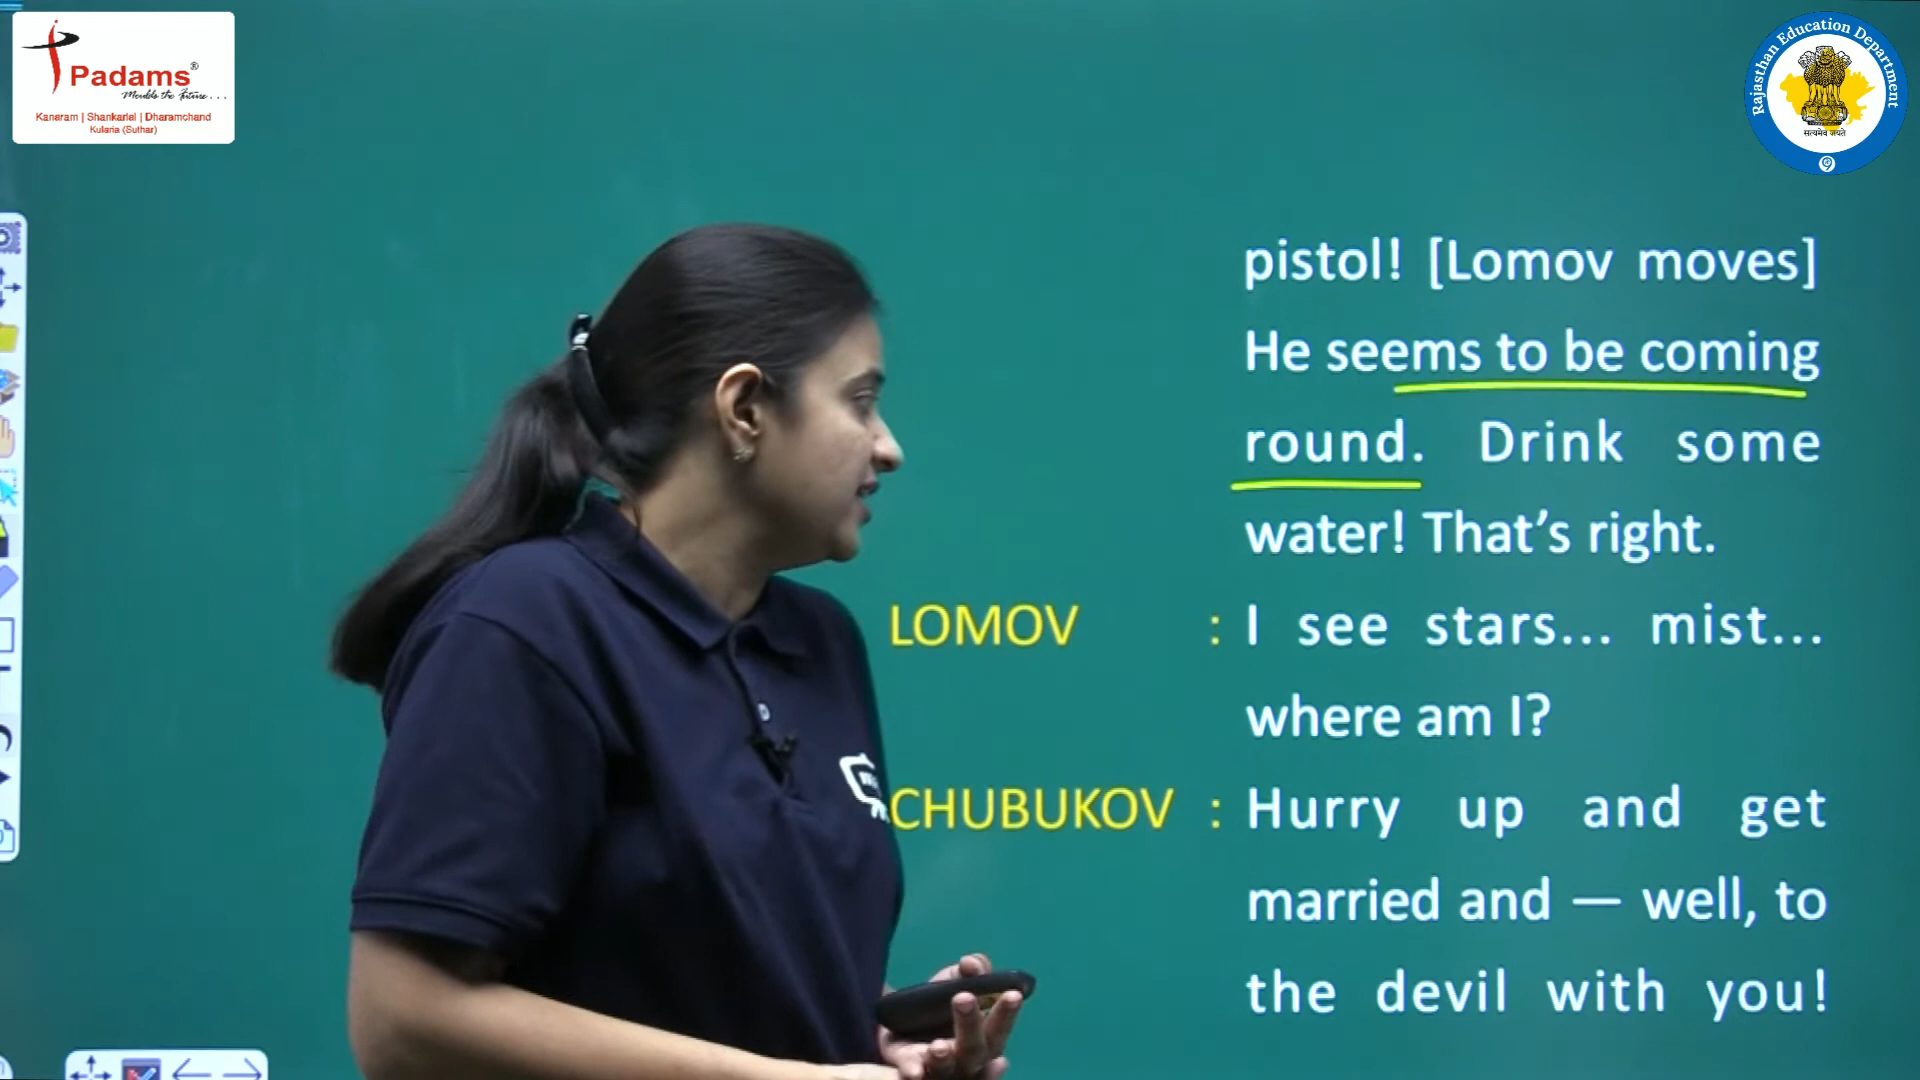 Padams®
Moulds the Future...
Kanaram | Shankarlal | Dharamchand
Kularia (Suthar)
Rajasthan Education Department
सत्यमेव जयते
pistol! [Lomov moves]
He seems to be coming
round. Drink some
water! That’s right.
LOMOV : I see stars... mist...
where am I?
CHUBUKOV : Hurry up and get
married and — well, to
the devil with you!